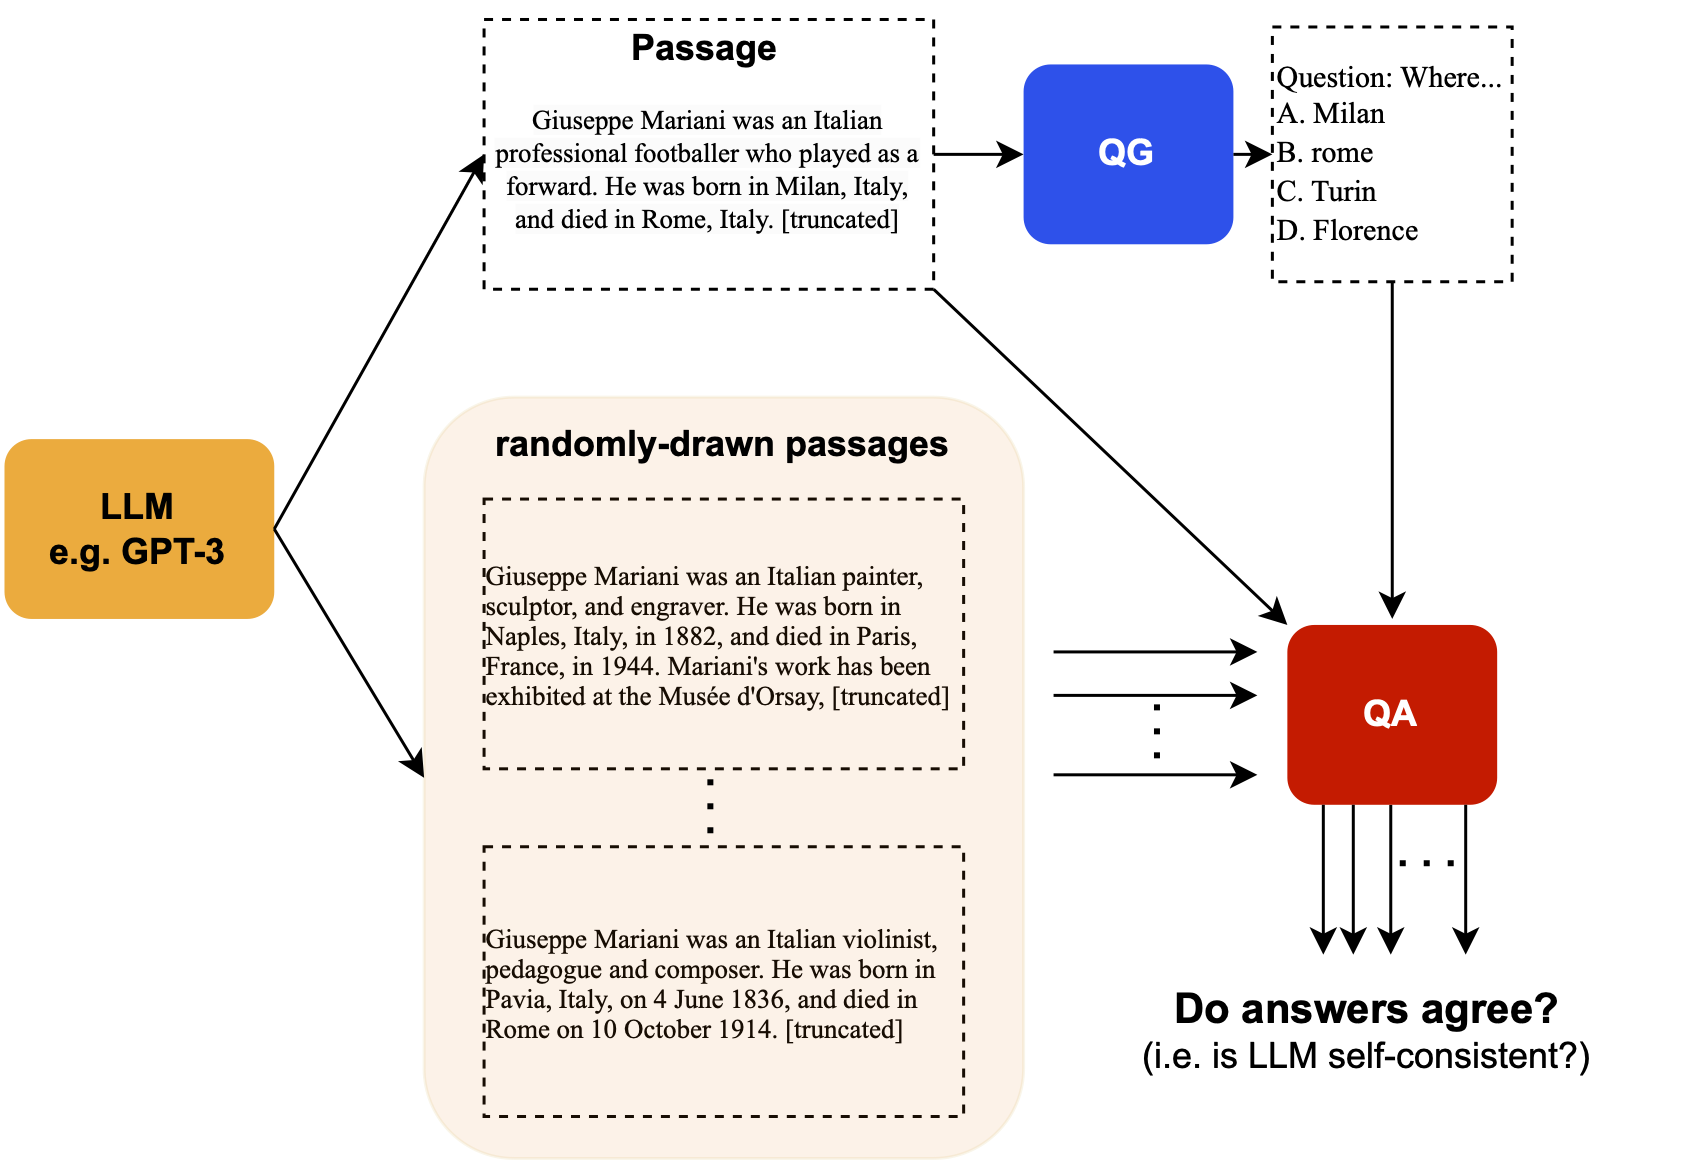 Passage
Giuseppe Mariani was an Italian
professional footballer who played as a
forward. He was born in Milan, Italy,
and died in Rome, Italy. [truncated]
QG
Question: Where...
A. Milan
B. rome
C. Turin
D. Florence
LLM
e.g. GPT-3
randomly-drawn passages
Giuseppe Mariani was an Italian painter,
sculptor, and engraver. He was born in
Naples, Italy, in 1882, and died in Paris,
France, in 1944. Mariani's work has been
exhibited at the Musée d'Orsay, [truncated]
Giuseppe Mariani was an Italian violinist,
pedagogue and composer. He was born in
Pavia, Italy, on 4 June 1836, and died in
Rome on 10 October 1914. [truncated]
QA
Do answers agree?
(i.e. is LLM self-consistent?)